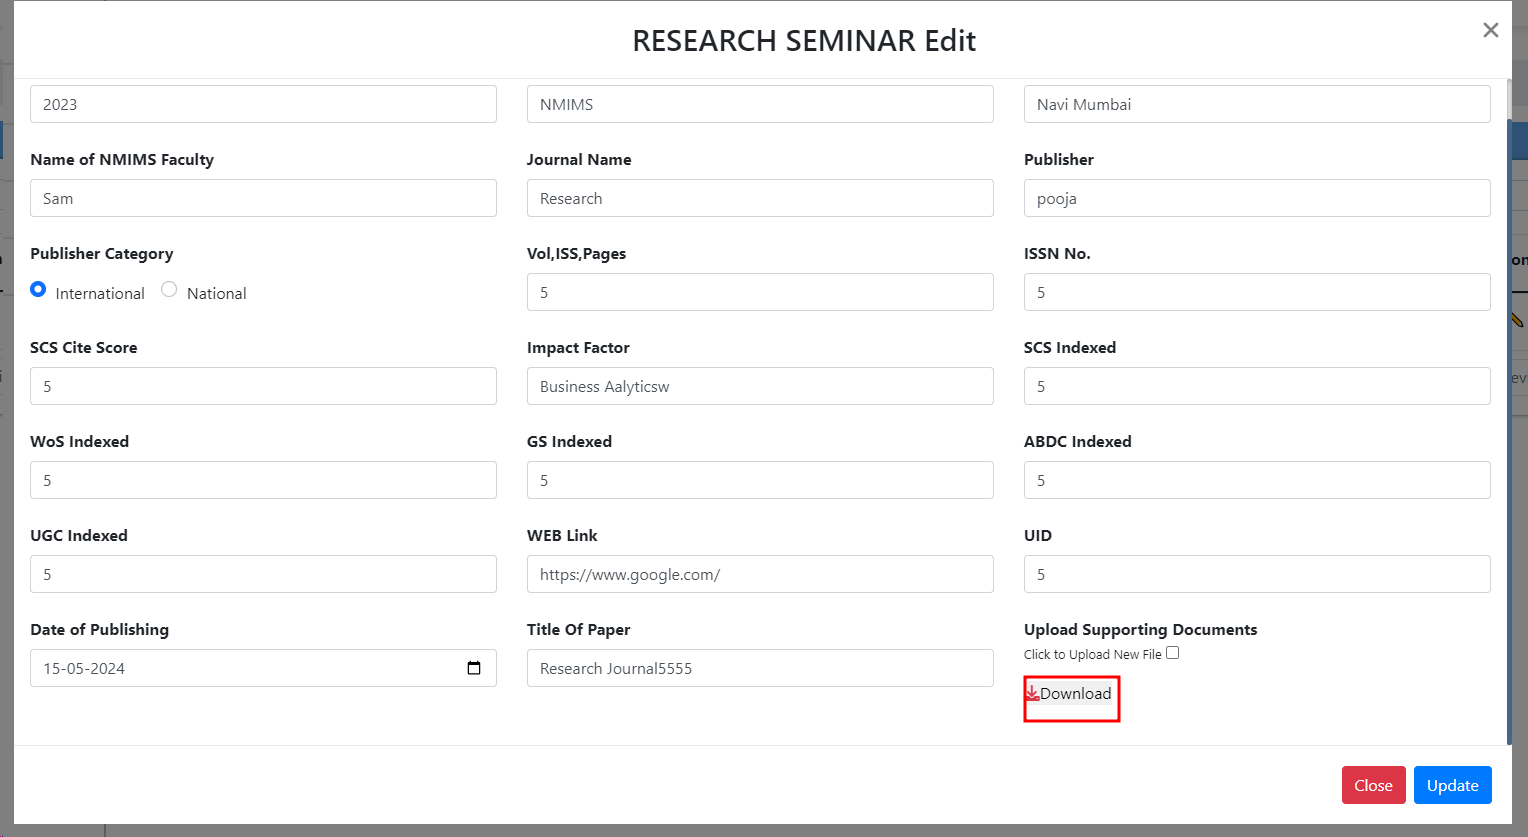 RESEARCH SEMINAR Edit
2023 NMIMS Navi Mumbai
Name of NMIMS Faculty Journal Name Publisher
Sam Research pooja
Publisher Category Vol,ISS,Pages ISSN No.
International National 5 5
SCS Cite Score Impact Factor SCS Indexed
5 Business Aalyticsw 5
WoS Indexed GS Indexed ABDC Indexed
5 5 5
UGC Indexed WEB Link UID
5 https://www.google.com/ 5
Date of Publishing Title Of Paper Upload Supporting Documents
Click to Upload New File
15-05-2024 Research Journal5555
Download
Close Update